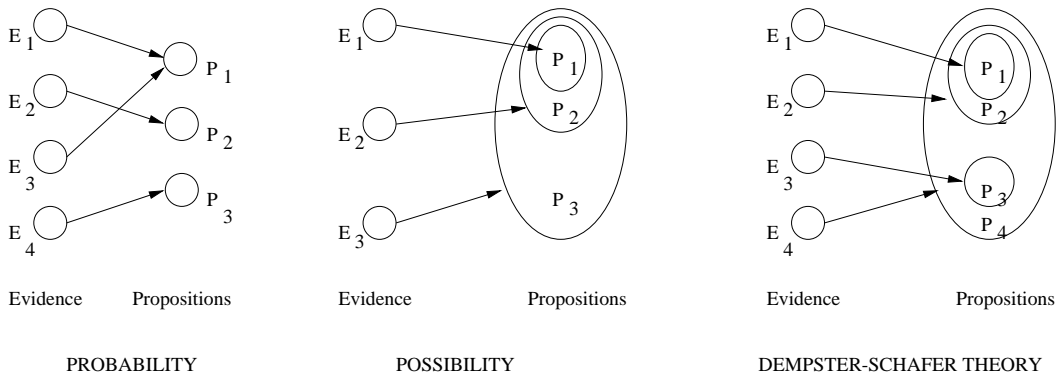 E 1
E 2
E 3
E 4
P 1
P 2
P 3
Evidence Propositions
PROBABILITY
E 1
E 2
E 3
P 1
P 2
P 3
Evidence Propositions
POSSIBILITY
E 1
E 2
E 3
E 4
P 1
P 2
P 3
P 4
Evidence Propositions
DEMPSTER-SCHAFER THEORY